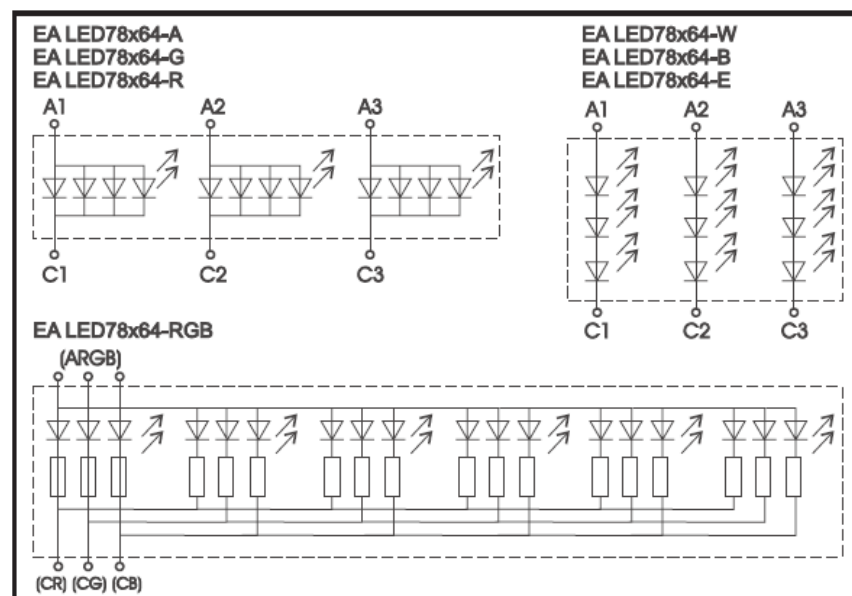 EA LED78x64-A
EA LED78x64-G
EA LED78x64-R
A1 A2 A3
C1 C2 C3
EA LED78x64-W
EA LED78x64-B
EA LED78x64-E
A1 A2 A3
C1 C2 C3
EA LED78x64-RGB
(ARGB)
(CR) (CG) (CB)